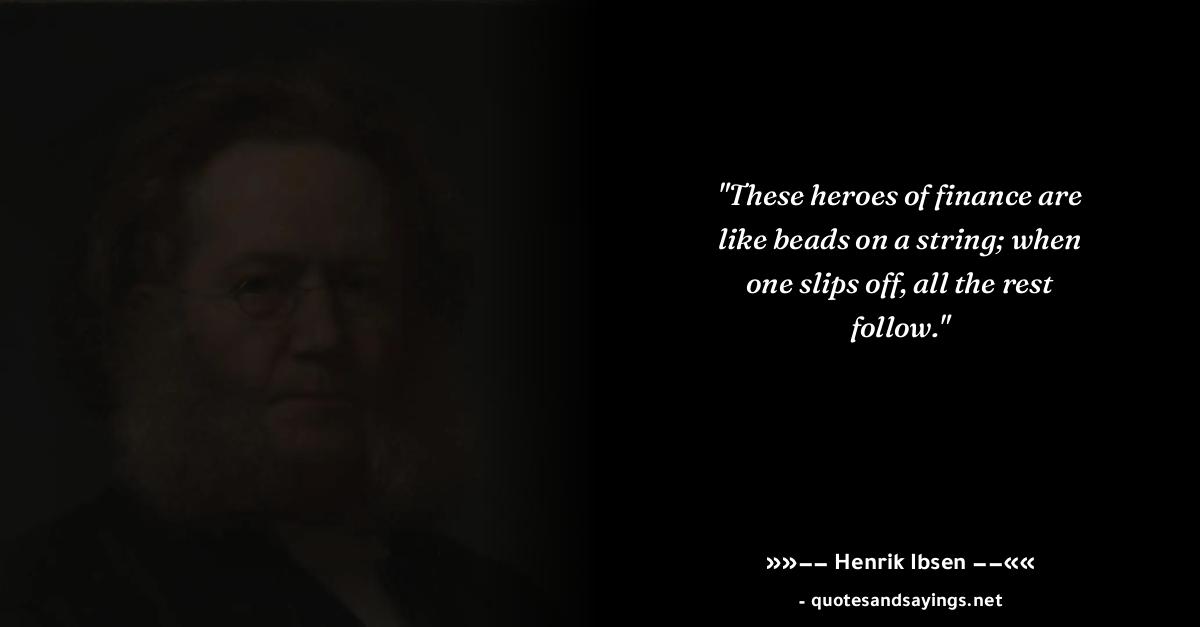 "These heroes of finance are
like beads on a string; when
one slips off, all the rest
follow."
»»–– Henrik Ibsen ––««
- quotesandsayings.net